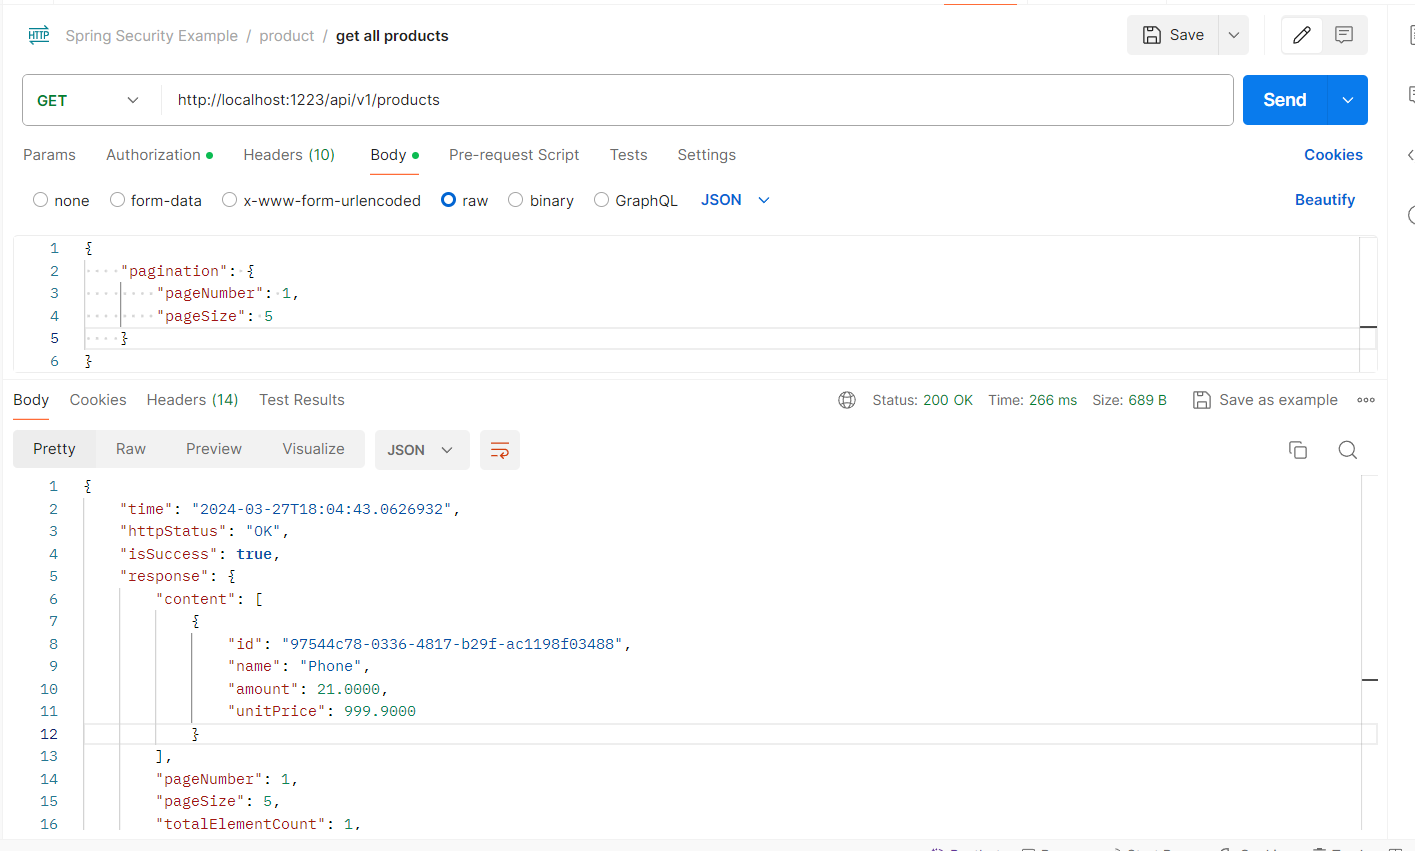 HTTP Spring Security Example / product / get all products Save
GET http://localhost:1223/api/v1/products Send
Params Authorization Headers (10) Body Pre-request Script Tests Settings Cookies
none form-data x-www-form-urlencoded raw binary GraphQL JSON Beautify
1 {
2 "pagination": {
3 "pageNumber": 1,
4 "pageSize": 5
5 }
6 }
Body Cookies Headers (14) Test Results Status: 200 OK Time: 266 ms Size: 689 B Save as example
Pretty Raw Preview Visualize JSON
1 {
2 "time": "2024-03-27T18:04:43.0626932",
3 "httpStatus": "OK",
4 "isSuccess": true,
5 "response": {
6 "content": [
7 {
8 "id": "97544c78-0336-4817-b29f-ac1198f03488",
9 "name": "Phone",
10 "amount": 21.0000,
11 "unitPrice": 999.9000
12 }
13 ],
14 "pageNumber": 1,
15 "pageSize": 5,
16 "totalElementCount": 1,